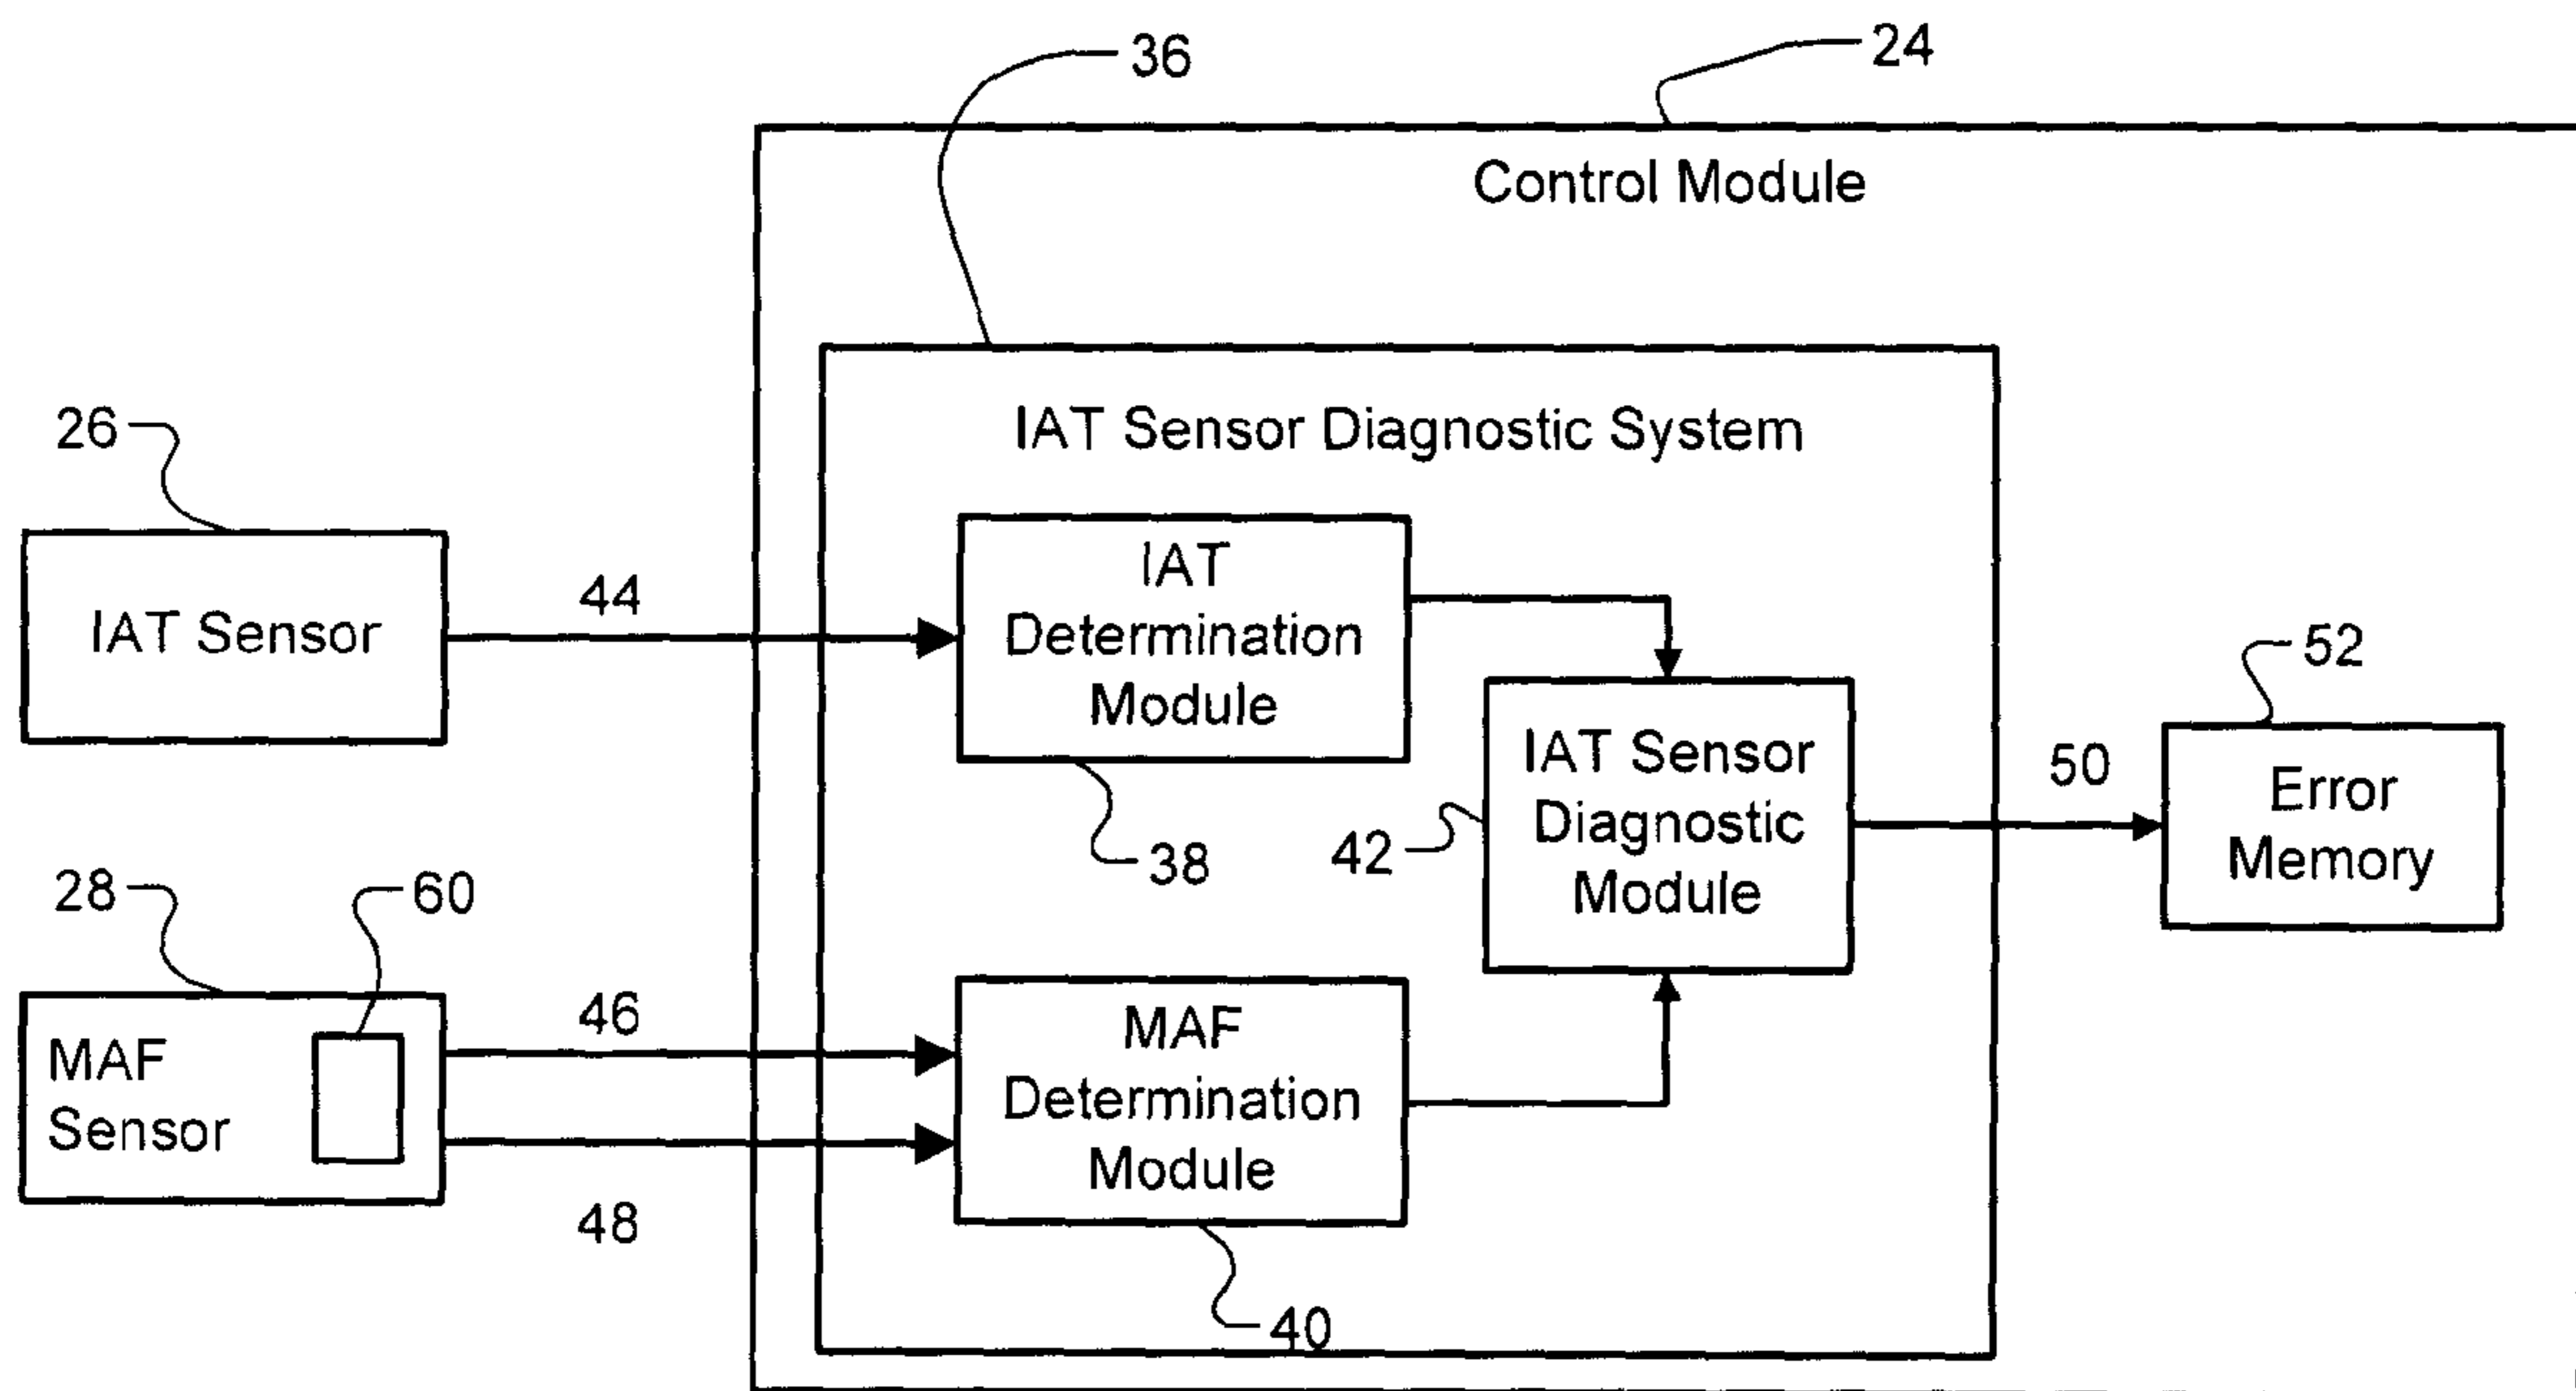 36
24
Control Module
IAT Sensor Diagnostic System
26
IAT Sensor
44
IAT
Determination
Module
38
42
IAT Sensor
Diagnostic
Module
50
52
Error
Memory
28
60
MAF
Sensor
46
48
MAF
Determination
Module
40